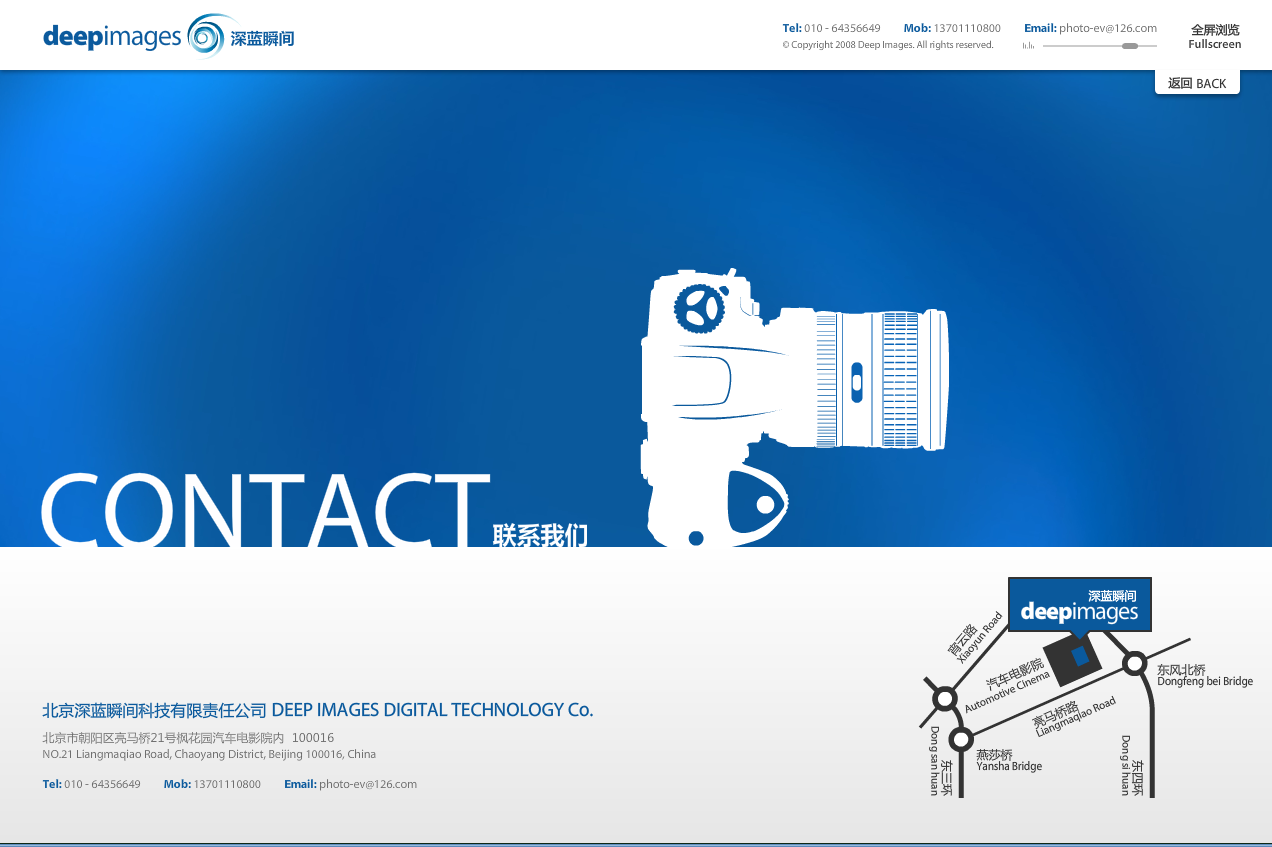 deepimages 深蓝瞬间
Tel: 010 - 64356649 Mob: 13701110800 Email: photo-ev@126.com
© Copyright 2008 Deep Images. All rights reserved.
全屏浏览
Fullscreen
返回 BACK
CONTACT 联系我们
深蓝瞬间
deepimages
霄云路
Xiaoyun Road
汽车电影院
Automotive Cinema
东风北桥
Dongfeng bei Bridge
亮马桥路
Liangmaqiao Road
燕莎桥
Yansha Bridge
东三环
Dong san huan
东四环
Dong si huan
北京深蓝瞬间科技有限责任公司 DEEP IMAGES DIGITAL TECHNOLOGY Co.
北京市朝阳区亮马桥21号枫花园汽车电影院内 100016
NO.21 Liangmaqiao Road, Chaoyang District, Beijing 100016, China
Tel: 010 - 64356649 Mob: 13701110800 Email: photo-ev@126.com